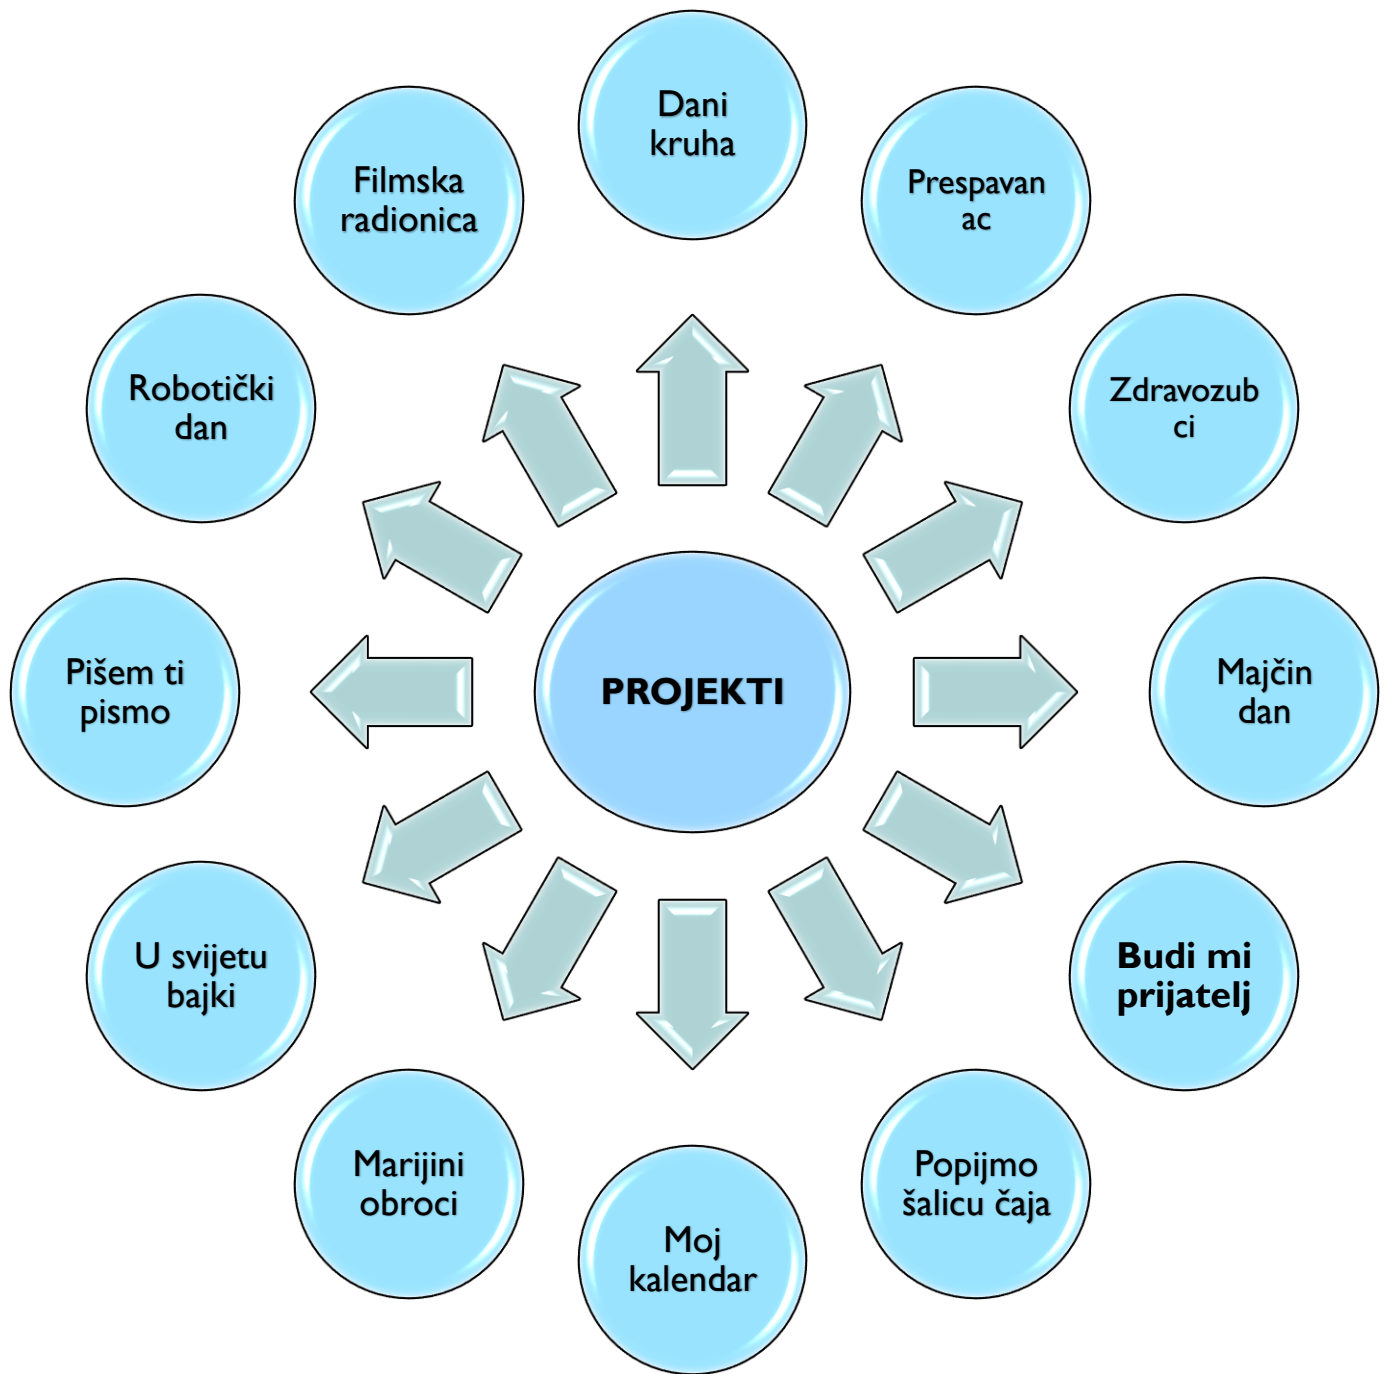 Dani
kruha
Prespavan
ac
Zdravozub
ci
Majčin
dan
Budi mi
prijatelj
Popijmo
šalicu čaja
Moj
kalendar
Marijini
obroci
U svijetu
bajki
Pišem ti
pismo
Robotički
dan
Filmska
radionica
PROJEKTI